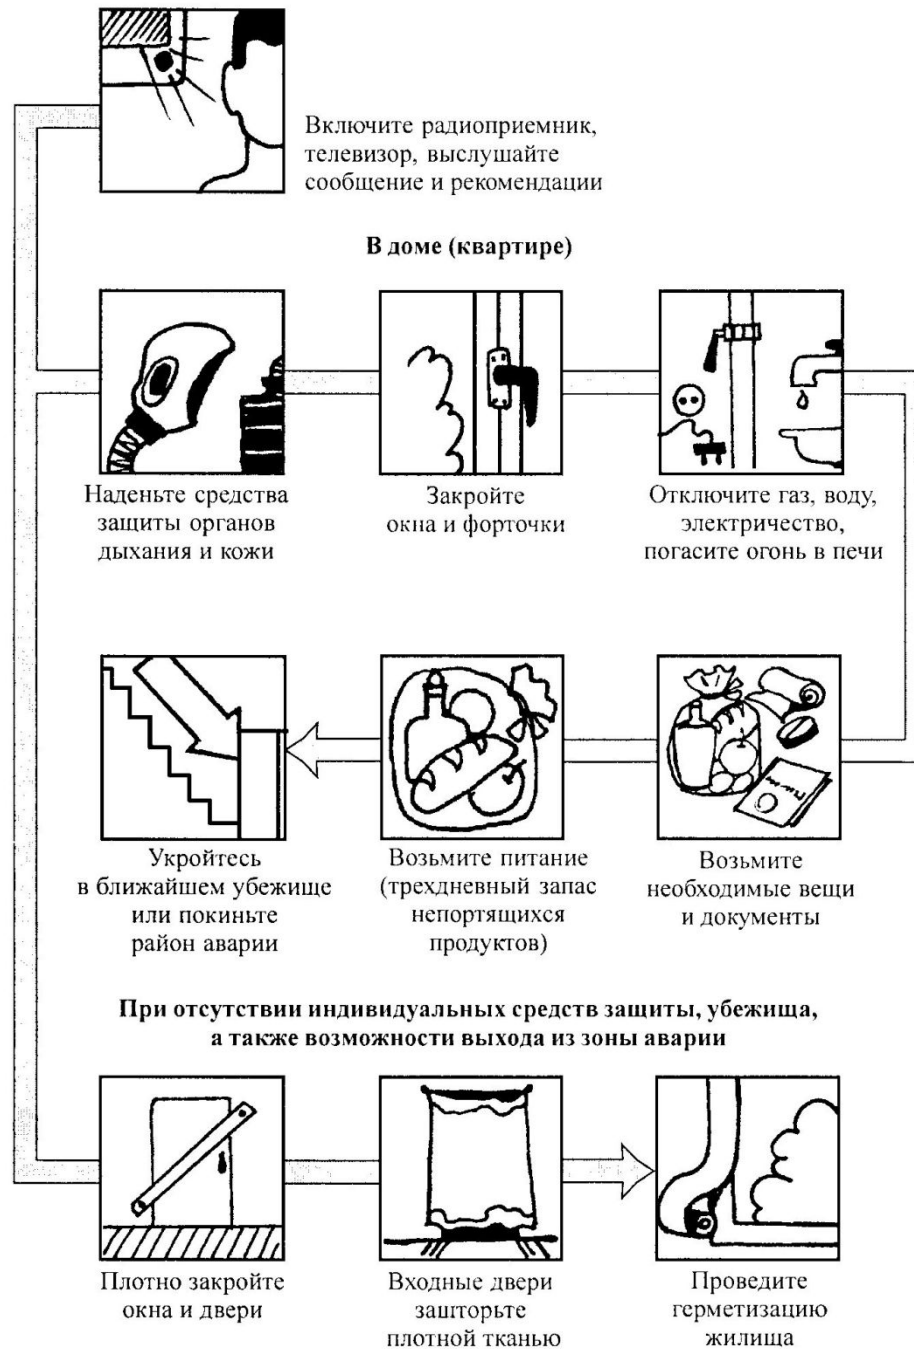 Включите радиоприемник,
телевизор, выслушайте
сообщение и рекомендации
В доме (квартире)
Наденьте средства
защиты органов
дыхания и кожи
Закройте
окна и форточки
Отключите газ, воду,
электричество,
погасите огонь в печи
Укройтесь
в ближайшем убежище
или покиньте
район аварии
Возьмите питание
(трехдневный запас
непортящихся
продуктов)
Возьмите
необходимые вещи
и документы
При отсутствии индивидуальных средств защиты, убежища,
а также возможности выхода из зоны аварии
Плотно закройте
окна и двери
Входные двери
зашторьте
плотной тканью
Проведите
герметизацию
жилища